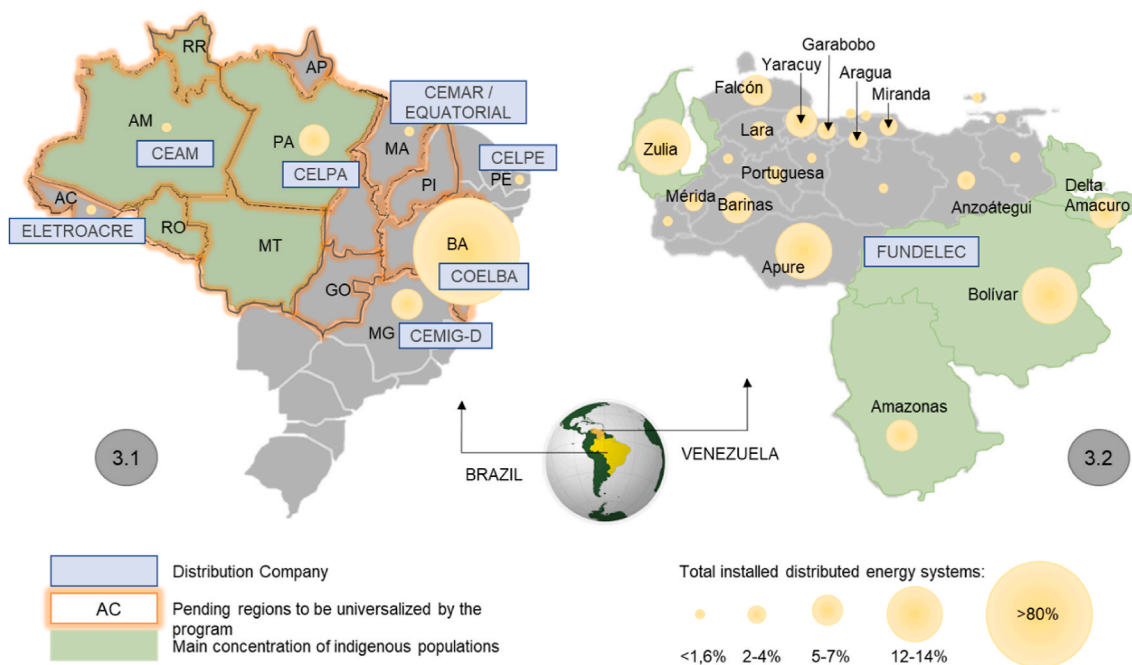 RR
AP
AM
CEAM
PA
CELPA
CEMAR /
EQUATORIAL
MA
CELPE
PE
PI
AC
ELETROACRE
RO
MT
BA
COELBA
GO
MG
CEMIG-D
3.1
BRAZIL
Garabobo
Yaracuy
Aragua
Falcón
Miranda
Lara
Zulia
Portuguesa
Mérida
Barinas
Anzoátegui
Delta
Amacuro
FUNDELEC
Apure
Bolívar
Amazonas
VENEZUELA
3.2
Distribution Company
AC
Pending regions to be universalized by the
program
Main concentration of indigenous populations
Total installed distributed energy systems:
>80%
<1,6%
2-4%
5-7%
12-14%